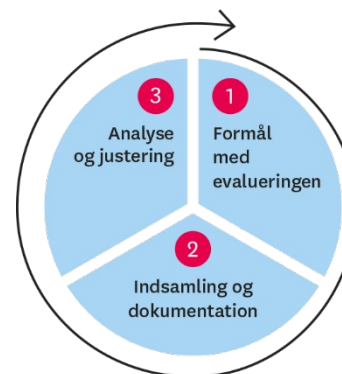 1
Formål
med
evalueringen
2
Indsamling og
dokumentation
3
Analyse
og justering